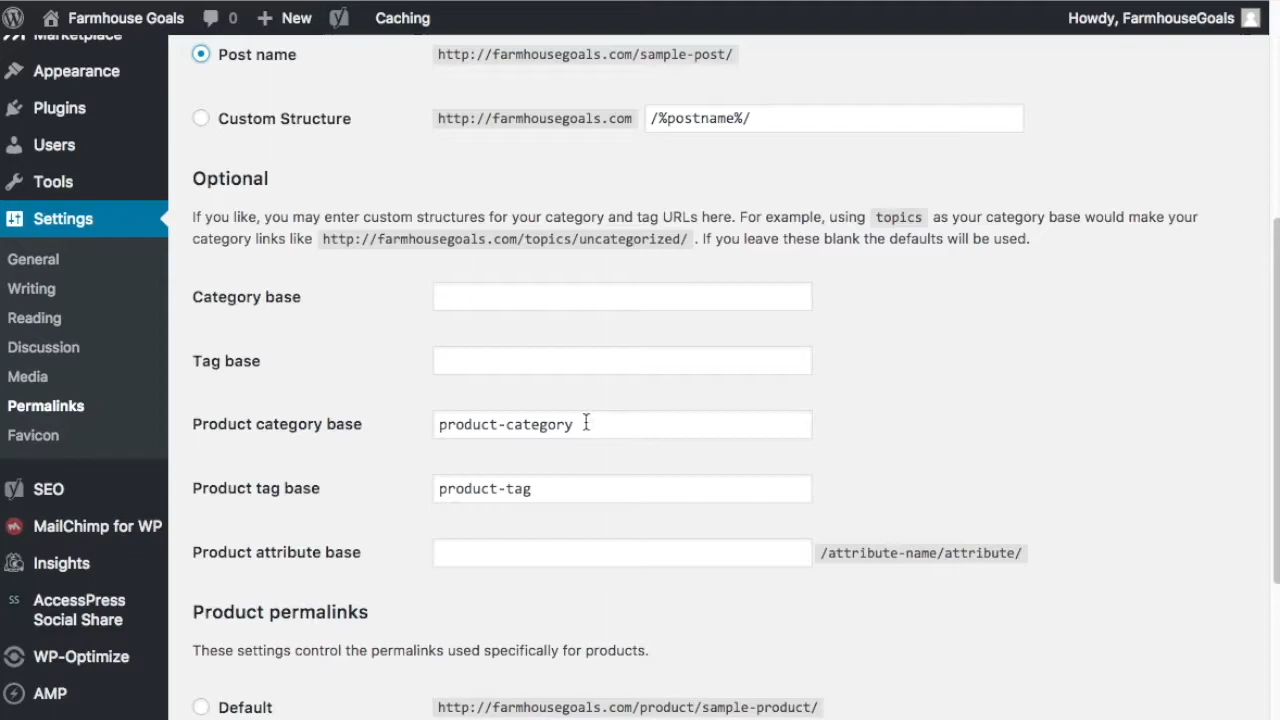 Farmhouse Goals 0 New Caching Howdy, FarmhouseGoals
Marketplace
Appearance
Plugins
Users
Tools
Settings
General
Writing
Reading
Discussion
Media
Permalinks
Favicon
SEO
MailChimp for WP
Insights
SS AccessPress
Social Share
WP-Optimize
AMP
Post name http://farmhousegoals.com/sample-post/
Custom Structure http://farmhousegoals.com /%postname%/
Optional
If you like, you may enter custom structures for your category and tag URLs here. For example, using topics as your category base would make your
category links like http://farmhousegoals.com/topics/uncategorized/ . If you leave these blank the defaults will be used.
Category base
Tag base
Product category base product-category
Product tag base product-tag
Product attribute base /attribute-name/attribute/
Product permalinks
These settings control the permalinks used specifically for products.
Default http://farmhousegoals.com/product/sample-product/